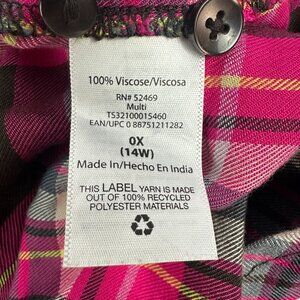 100% Viscose/Viscosa
RN# 52469
Multi
TS32100015460
EAN/UPC 0 88751211282
0X
(14W)
Made In/Hecho En India
THIS LABEL YARN IS MADE
OUT OF 100% RECYCLED
POLYESTER MATERIALS